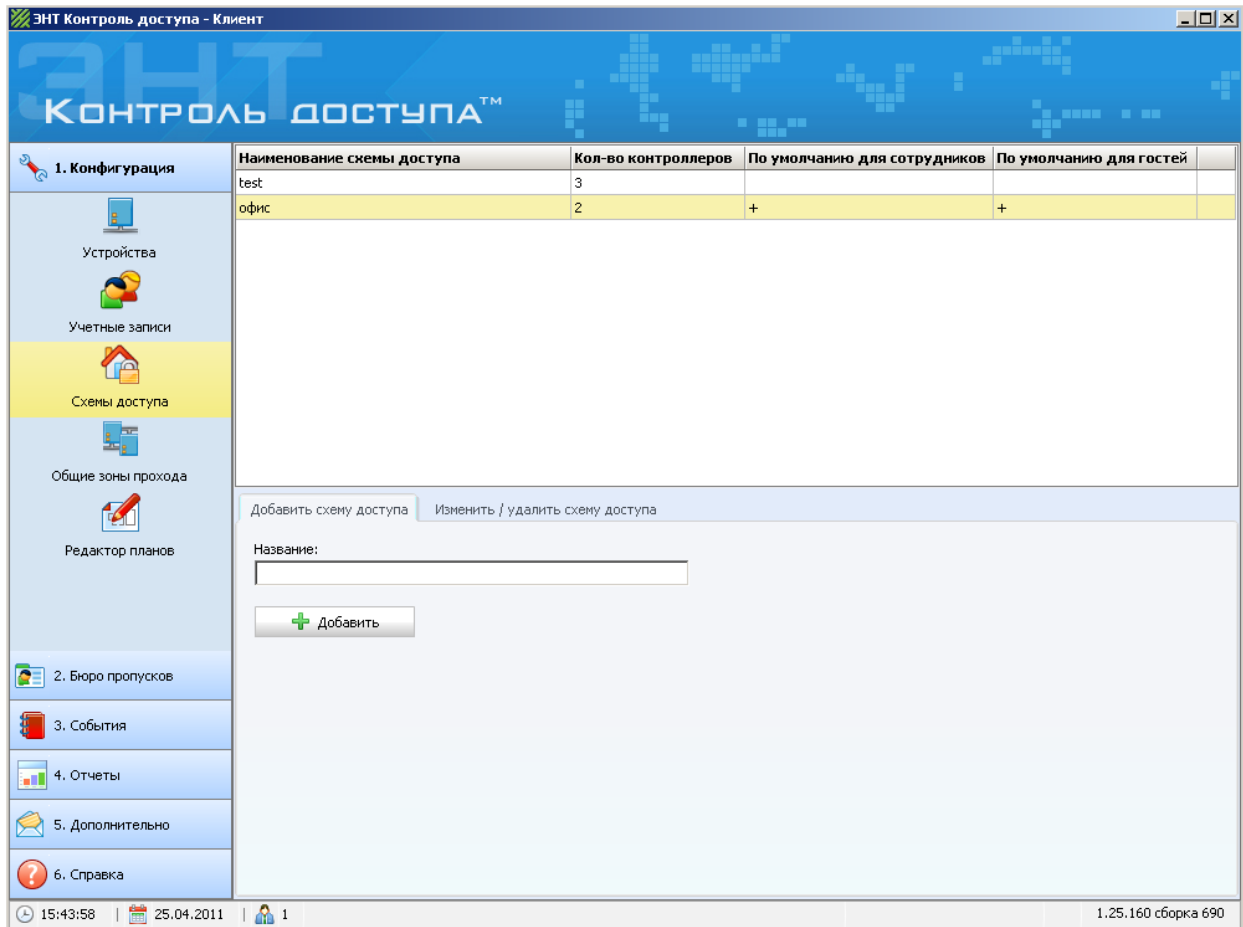 ЭНТ Контроль доступа - Клиент
ЭНТ
Контроль доступа™
1. Конфигурация
Устройства
Учетные записи
Схемы доступа
Общие зоны прохода
Редактор планов
2. Бюро пропусков
3. События
4. Отчеты
5. Дополнительно
6. Справка
Наименование схемы доступа Кол-во контроллеров По умолчанию для сотрудников По умолчанию для гостей
test 3
офис 2 + +
Добавить схему доступа Изменить / удалить схему доступа
Название:
Добавить
15:43:58 | 25.04.2011 | 1 1.25.160 сборка 690